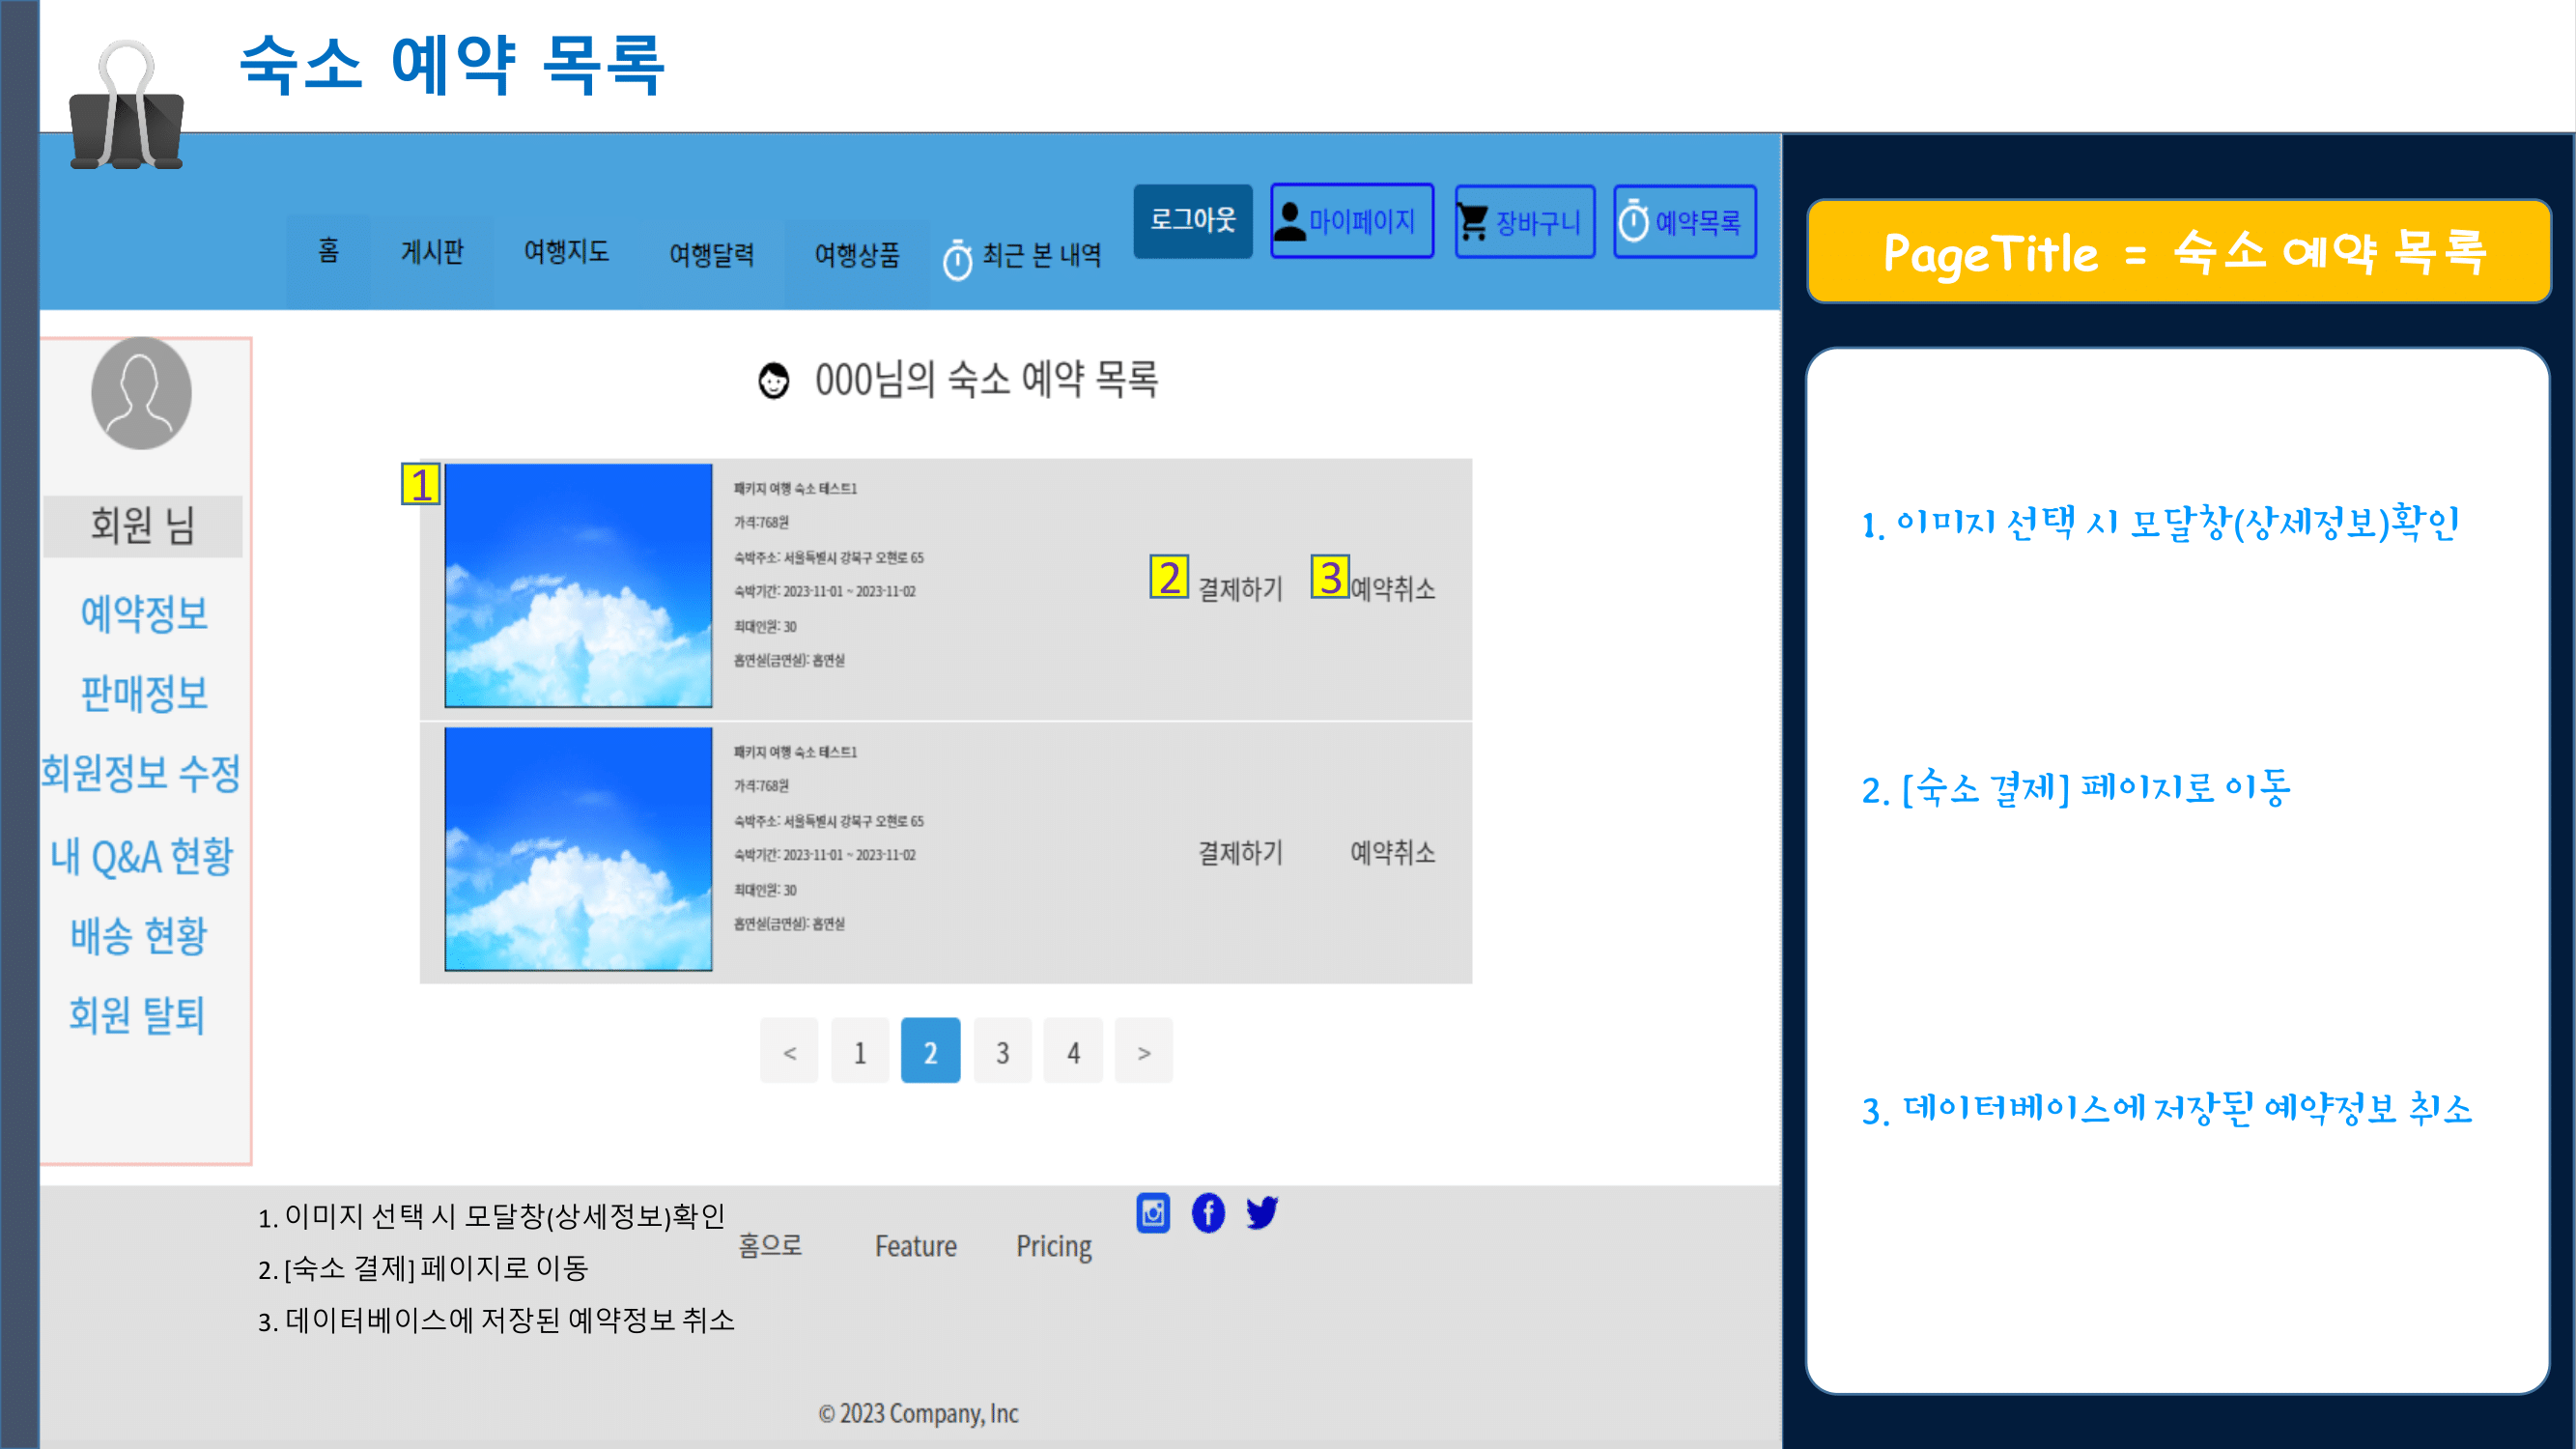 숙소 예약 목록
로그아웃 마이페이지 장바구니 예약목록
홈 게시판 여행지도 여행달력 여행상품 최근 본 내역
PageTitle = 숙소 예약 목록
000님의 숙소 예약 목록
회원 님
예약정보
판매정보
회원정보 수정
내 Q&A 현황
배송 현황
회원 탈퇴
1
패키지 여행 숙소 테스트1
가격:768원
숙박주소: 서울특별시 강북구 오현로 65
숙박기간: 2023-11-01 ~ 2023-11-02
최대인원: 30
흡연실(금연실): 흡연실
2 결제하기 3 예약취소
패키지 여행 숙소 테스트1
가격:768원
숙박주소: 서울특별시 강북구 오현로 65
숙박기간: 2023-11-01 ~ 2023-11-02
최대인원: 30
흡연실(금연실): 흡연실
결제하기 예약취소
< 1 2 3 4 >
1. 이미지 선택 시 모달창(상세정보)확인
2. [숙소 결제] 페이지로 이동
3. 데이터베이스에 저장된 예약정보 취소
홈으로 Feature Pricing
© 2023 Company, Inc
1. 이미지 선택 시 모달창(상세정보)확인
2. [숙소 결제] 페이지로 이동
3. 데이터베이스에 저장된 예약정보 취소